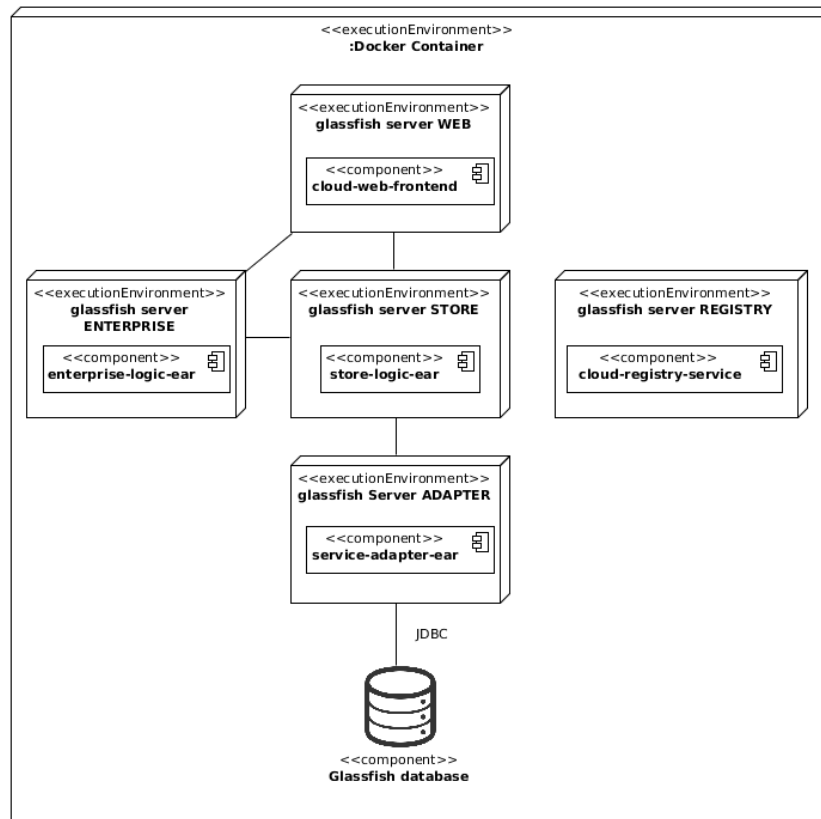 <<executionEnvironment>>
:Docker Container
<<executionEnvironment>>
glassfish server WEB
<<component>>
cloud-web-frontend
<<executionEnvironment>>
glassfish server
ENTERPRISE
<<component>>
enterprise-logic-ear
<<executionEnvironment>>
glassfish server STORE
<<component>>
store-logic-ear
<<executionEnvironment>>
glassfish server REGISTRY
<<component>>
cloud-registry-service
<<executionEnvironment>>
glassfish Server ADAPTER
<<component>>
service-adapter-ear
JDBC
<<component>>
Glassfish database